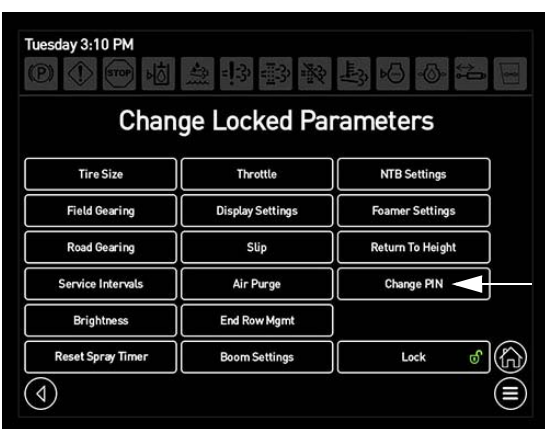 Tuesday 3:10 PM
(P) STOP
Change Locked Parameters
Tire Size Throttle NTB Settings
Field Gearing Display Settings Foamer Settings
Road Gearing Slip Return To Height
Service Intervals Air Purge Change PIN
Brightness End Row Mgmt
Reset Spray Timer Boom Settings Lock